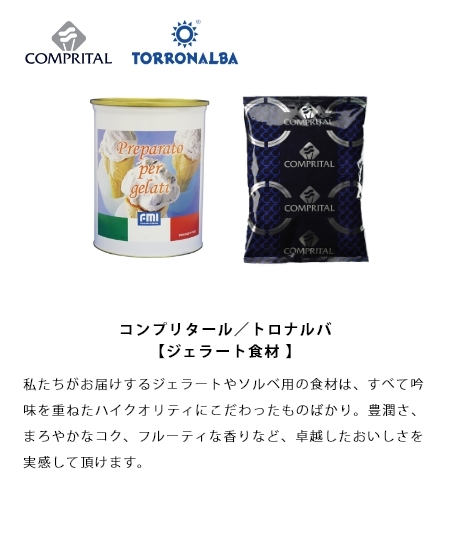 COMPRITAL
TORRONALBA
®
Preparato
per
gelati
FMI
COMPRITAL
COMPRITAL
COMPRITAL
コンプリタール／トロナルバ
【ジェラート食材 】
私たちがお届けするジェラートやソルベ用の食材は、すべて吟
味を重ねたハイクオリティにこだわったものばかり。豊潤さ、
まろやかなコク、フルーティな香りなど、卓越したおいしさを
実感して頂けます。